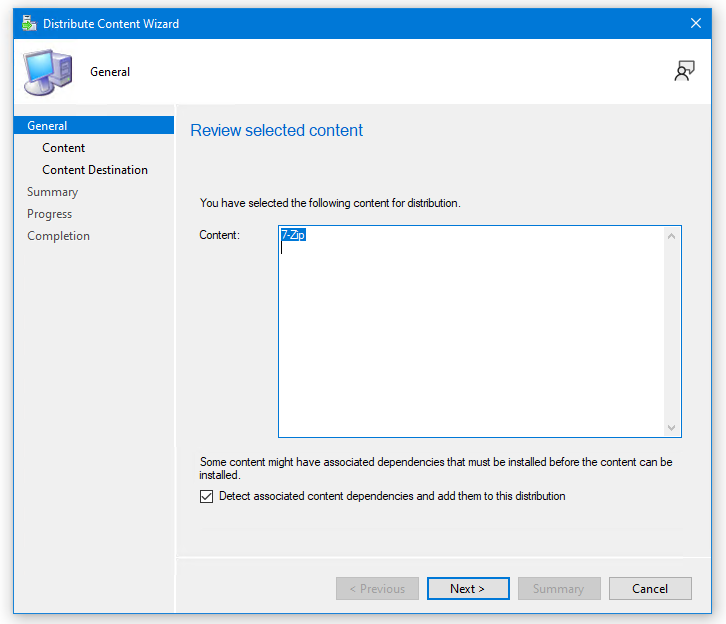 Distribute Content Wizard
General
General
Content
Content Destination
Summary
Progress
Completion
Review selected content
You have selected the following content for distribution.
Content:
7-Zip
Some content might have associated dependencies that must be installed before the content can be
installed.
Detect associated content dependencies and add them to this distribution
< Previous
Next >
Summary
Cancel